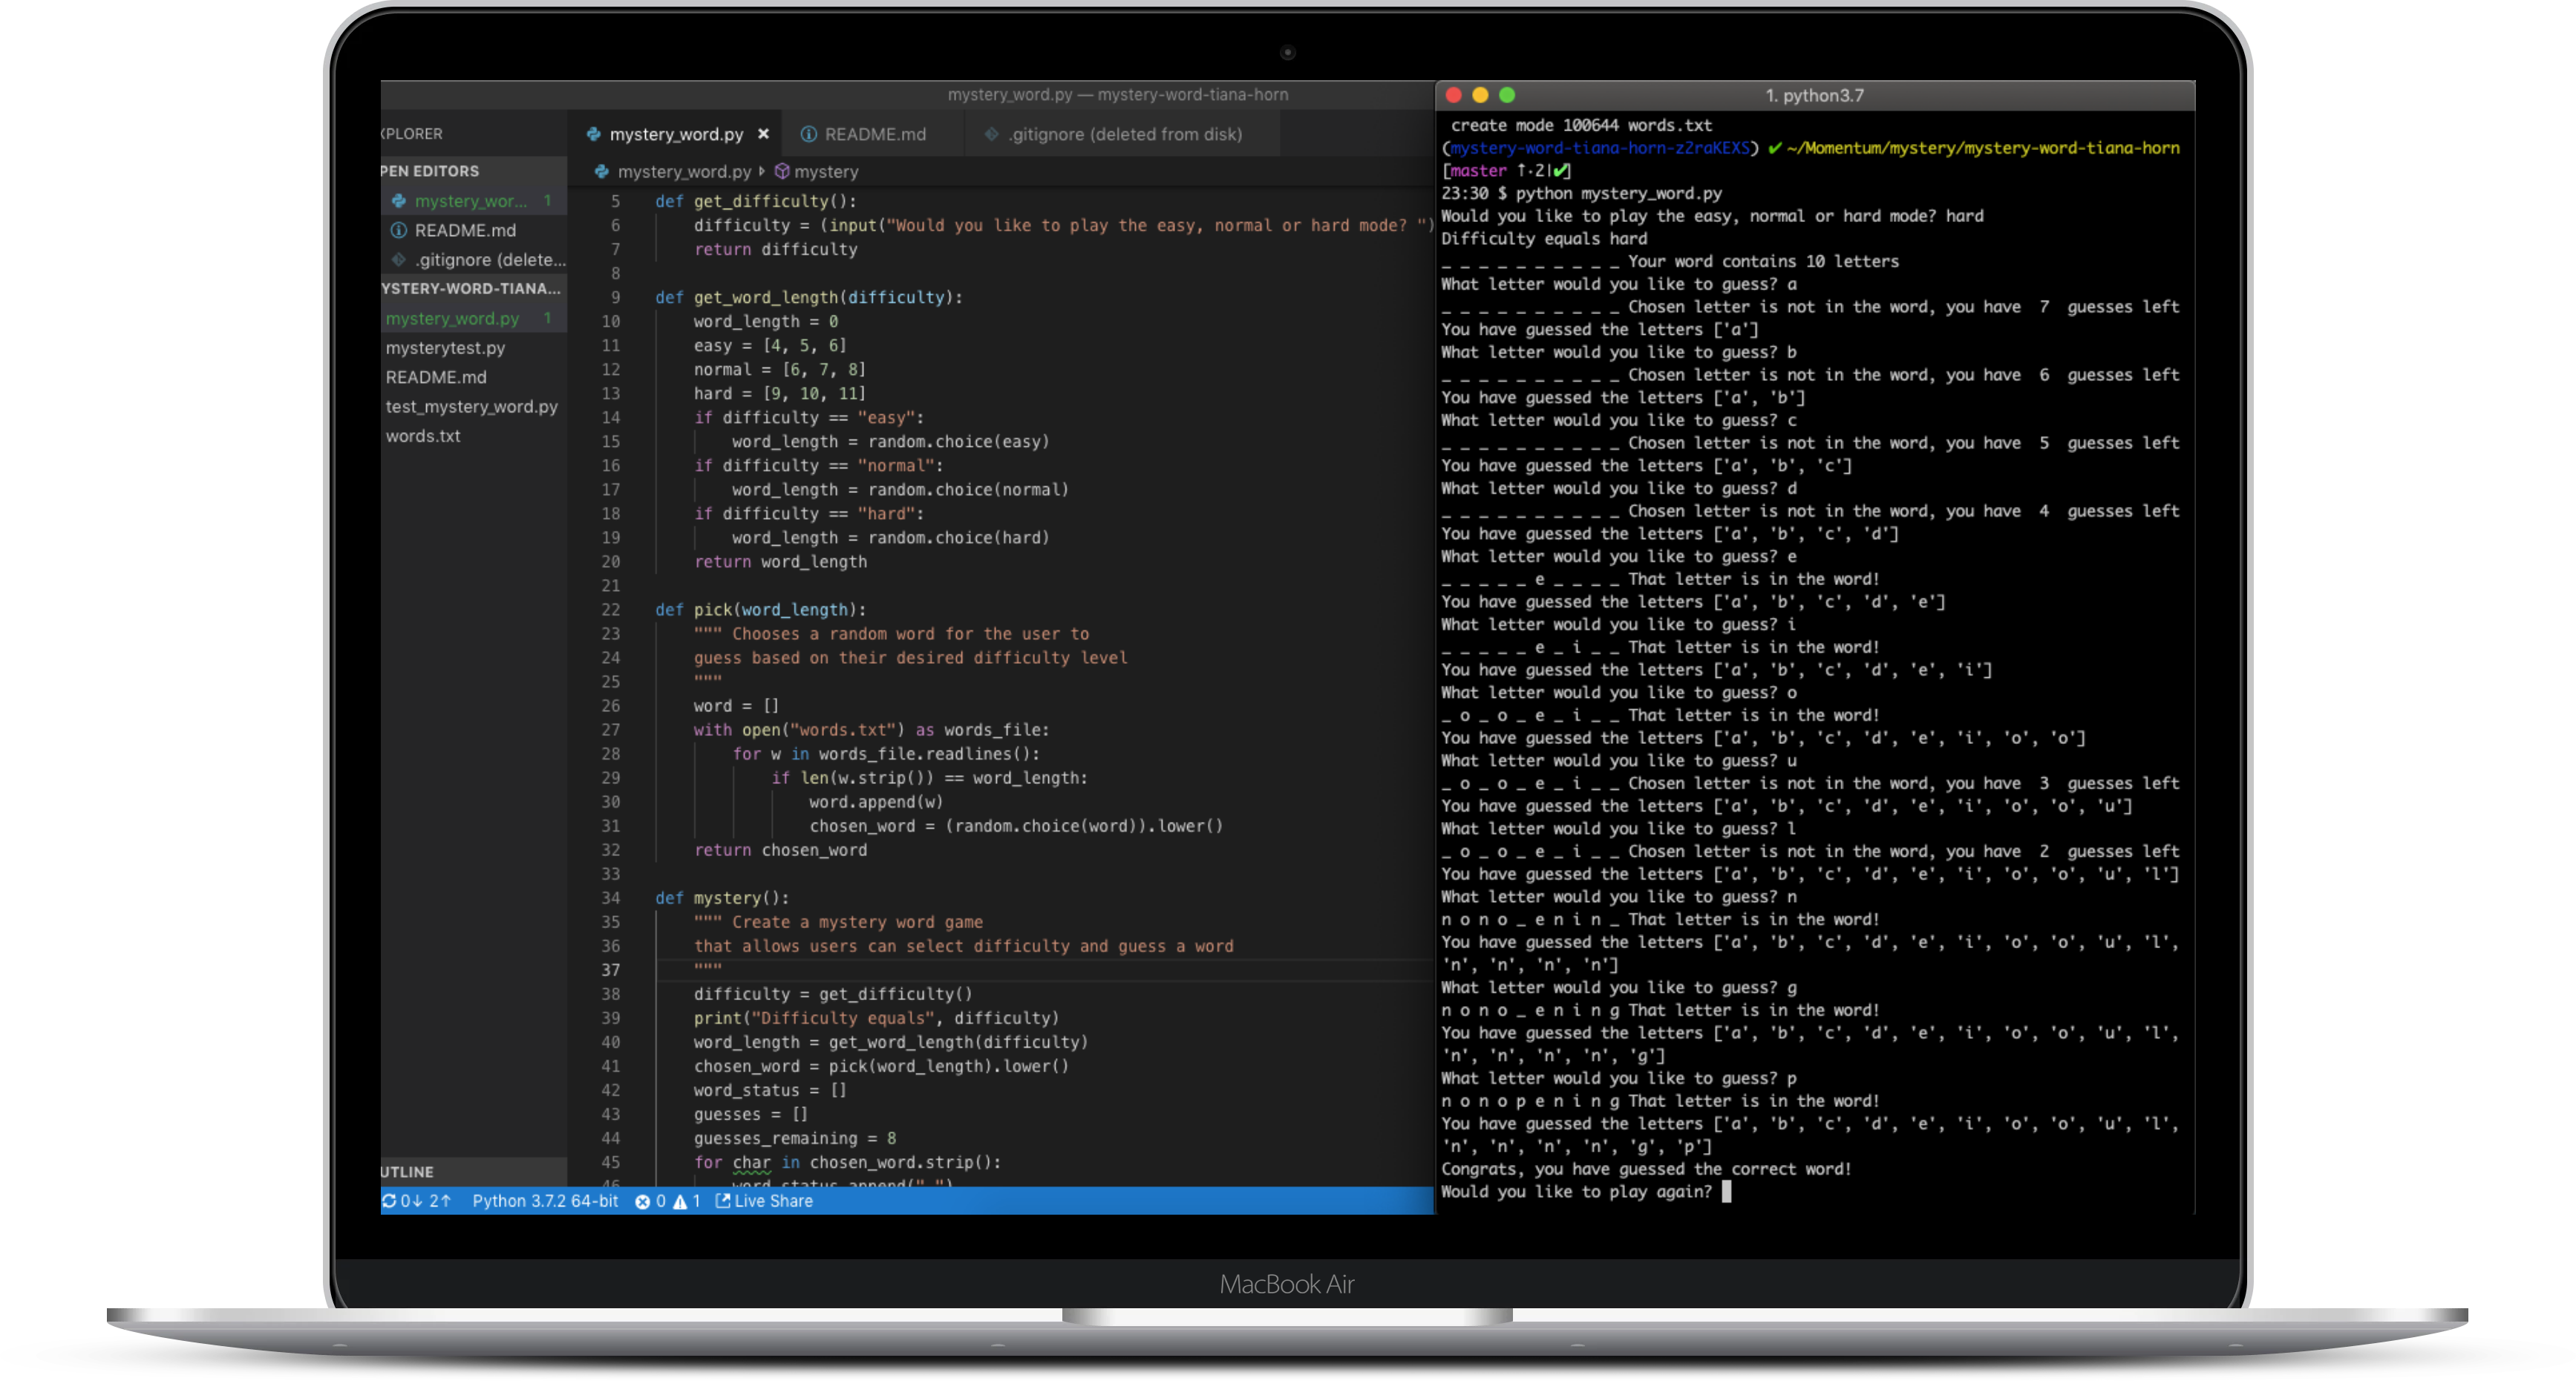 mystery_word.py — mystery-word-tiana-horn
XPLORER
PEN EDITORS
mystery_wor... 1
README.md
.gitignore (delete...
YSTERY-WORD-TIANA...
mystery_word.py 1
mysterytest.py
README.md
test_mystery_word.py
words.txt
UTLINE
mystery_word.py × README.md .gitignore (deleted from disk)
mystery_word.py ▸ mystery
5 def get_difficulty():
6 difficulty = (input("Would you like to play the easy, normal or hard mode? ")
7 return difficulty
8
9 def get_word_length(difficulty):
10 word_length = 0
11 easy = [4, 5, 6]
12 normal = [6, 7, 8]
13 hard = [9, 10, 11]
14 if difficulty == "easy":
15 word_length = random.choice(easy)
16 if difficulty == "normal":
17 word_length = random.choice(normal)
18 if difficulty == "hard":
19 word_length = random.choice(hard)
20 return word_length
21
22 def pick(word_length):
23 """ Chooses a random word for the user to
24 guess based on their desired difficulty level
25 """
26 word = []
27 with open("words.txt") as words_file:
28 for w in words_file.readlines():
29 if len(w.strip()) == word_length:
30 word.append(w)
31 chosen_word = (random.choice(word)).lower()
32 return chosen_word
33
34 def mystery():
35 """ Create a mystery word game
36 that allows users can select difficulty and guess a word
37 """
38 difficulty = get_difficulty()
39 print("Difficulty equals", difficulty)
40 word_length = get_word_length(difficulty)
41 chosen_word = pick(word_length).lower()
42 word_status = []
43 guesses = []
44 guesses_remaining = 8
45 for char in chosen_word.strip():
46 word_status.append("_")
0↓ 2↑ Python 3.7.2 64-bit 0 1 Live Share
1. python3.7
create mode 100644 words.txt
(mystery-word-tiana-horn-z2raKEXS) ✔ ~/Momentum/mystery/mystery-word-tiana-horn
[master ↑·2|✔]
23:30 $ python mystery_word.py
Would you like to play the easy, normal or hard mode? hard
Difficulty equals hard
_ _ _ _ _ _ _ _ _ _ Your word contains 10 letters
What letter would you like to guess? a
_ _ _ _ _ _ _ _ _ _ Chosen letter is not in the word, you have  7  guesses left
You have guessed the letters ['a']
What letter would you like to guess? b
_ _ _ _ _ _ _ _ _ _ Chosen letter is not in the word, you have  6  guesses left
You have guessed the letters ['a', 'b']
What letter would you like to guess? c
_ _ _ _ _ _ _ _ _ _ Chosen letter is not in the word, you have  5  guesses left
You have guessed the letters ['a', 'b', 'c']
What letter would you like to guess? d
_ _ _ _ _ _ _ _ _ _ Chosen letter is not in the word, you have  4  guesses left
You have guessed the letters ['a', 'b', 'c', 'd']
What letter would you like to guess? e
_ _ _ _ _ e _ _ _ _ That letter is in the word!
You have guessed the letters ['a', 'b', 'c', 'd', 'e']
What letter would you like to guess? i
_ _ _ _ _ e _ i _ _ That letter is in the word!
You have guessed the letters ['a', 'b', 'c', 'd', 'e', 'i']
What letter would you like to guess? o
_ o _ o _ e _ i _ _ That letter is in the word!
You have guessed the letters ['a', 'b', 'c', 'd', 'e', 'i', 'o', 'o']
What letter would you like to guess? u
_ o _ o _ e _ i _ _ Chosen letter is not in the word, you have  3  guesses left
You have guessed the letters ['a', 'b', 'c', 'd', 'e', 'i', 'o', 'o', 'u']
What letter would you like to guess? l
_ o _ o _ e _ i _ _ Chosen letter is not in the word, you have  2  guesses left
You have guessed the letters ['a', 'b', 'c', 'd', 'e', 'i', 'o', 'o', 'u', 'l']
What letter would you like to guess? n
n o n o _ e n i n _ That letter is in the word!
You have guessed the letters ['a', 'b', 'c', 'd', 'e', 'i', 'o', 'o', 'u', 'l',
'n', 'n', 'n', 'n']
What letter would you like to guess? g
n o n o _ e n i n g That letter is in the word!
You have guessed the letters ['a', 'b', 'c', 'd', 'e', 'i', 'o', 'o', 'u', 'l',
'n', 'n', 'n', 'n', 'g']
What letter would you like to guess? p
n o n o p e n i n g That letter is in the word!
You have guessed the letters ['a', 'b', 'c', 'd', 'e', 'i', 'o', 'o', 'u', 'l',
'n', 'n', 'n', 'n', 'g', 'p']
Congrats, you have guessed the correct word!
Would you like to play again?
MacBook Air